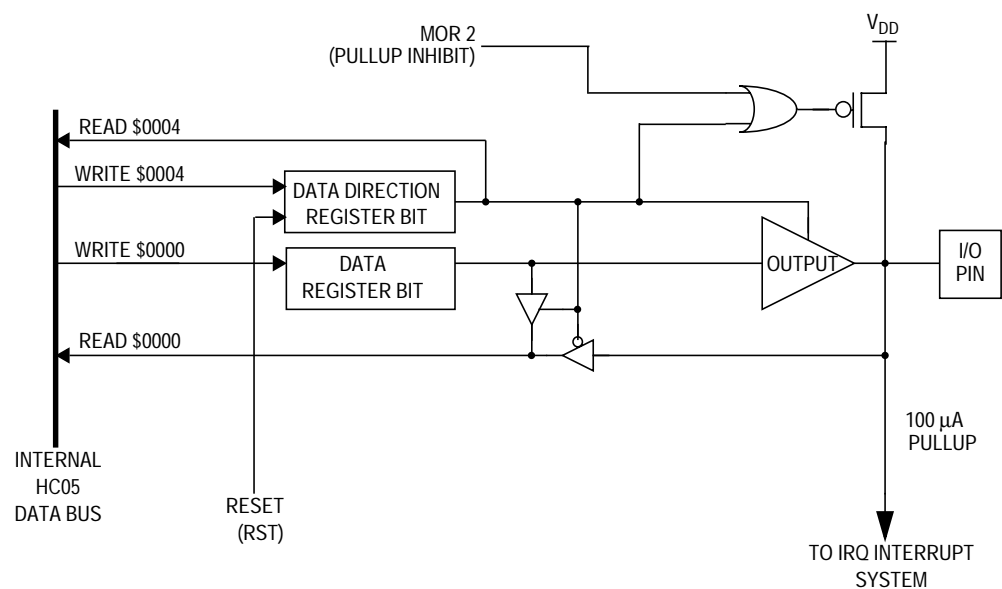 MOR 2
(PULLUP INHIBIT)
VDD
READ $0004
WRITE $0004
DATA DIRECTION
REGISTER BIT
WRITE $0000
DATA
REGISTER BIT
OUTPUT
I/O
PIN
READ $0000
100 µA
PULLUP
INTERNAL
HC05
DATA BUS
RESET
(RST)
TO IRQ INTERRUPT
SYSTEM